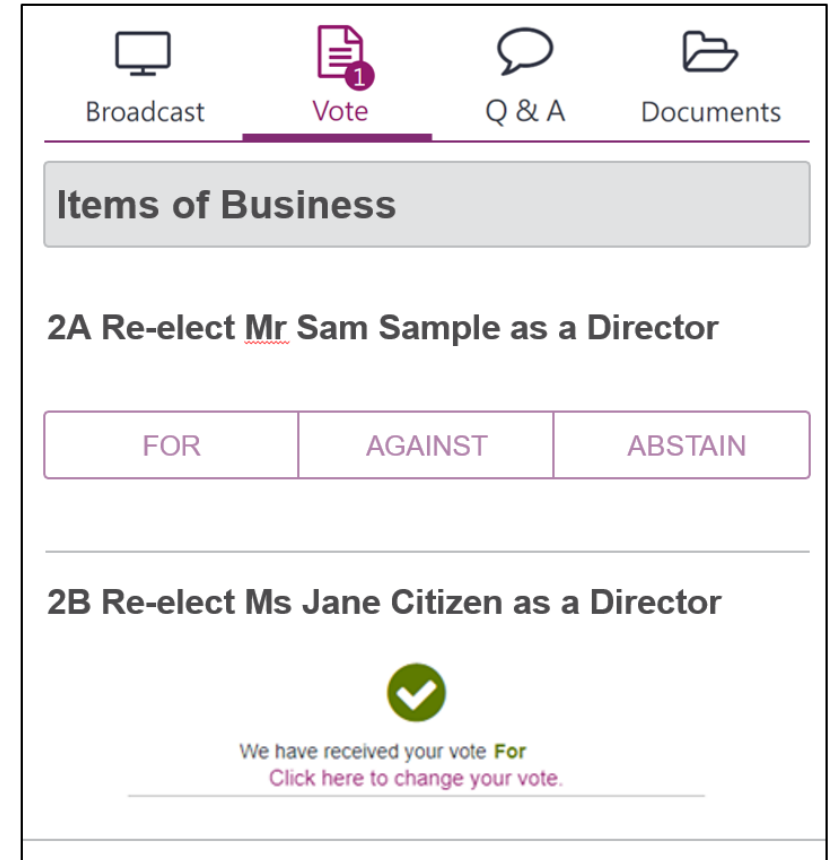 1
Broadcast Vote Q & A Documents
Items of Business
2A Re-elect Mr Sam Sample as a Director
FOR AGAINST ABSTAIN
2B Re-elect Ms Jane Citizen as a Director
We have received your vote For
Click here to change your vote.